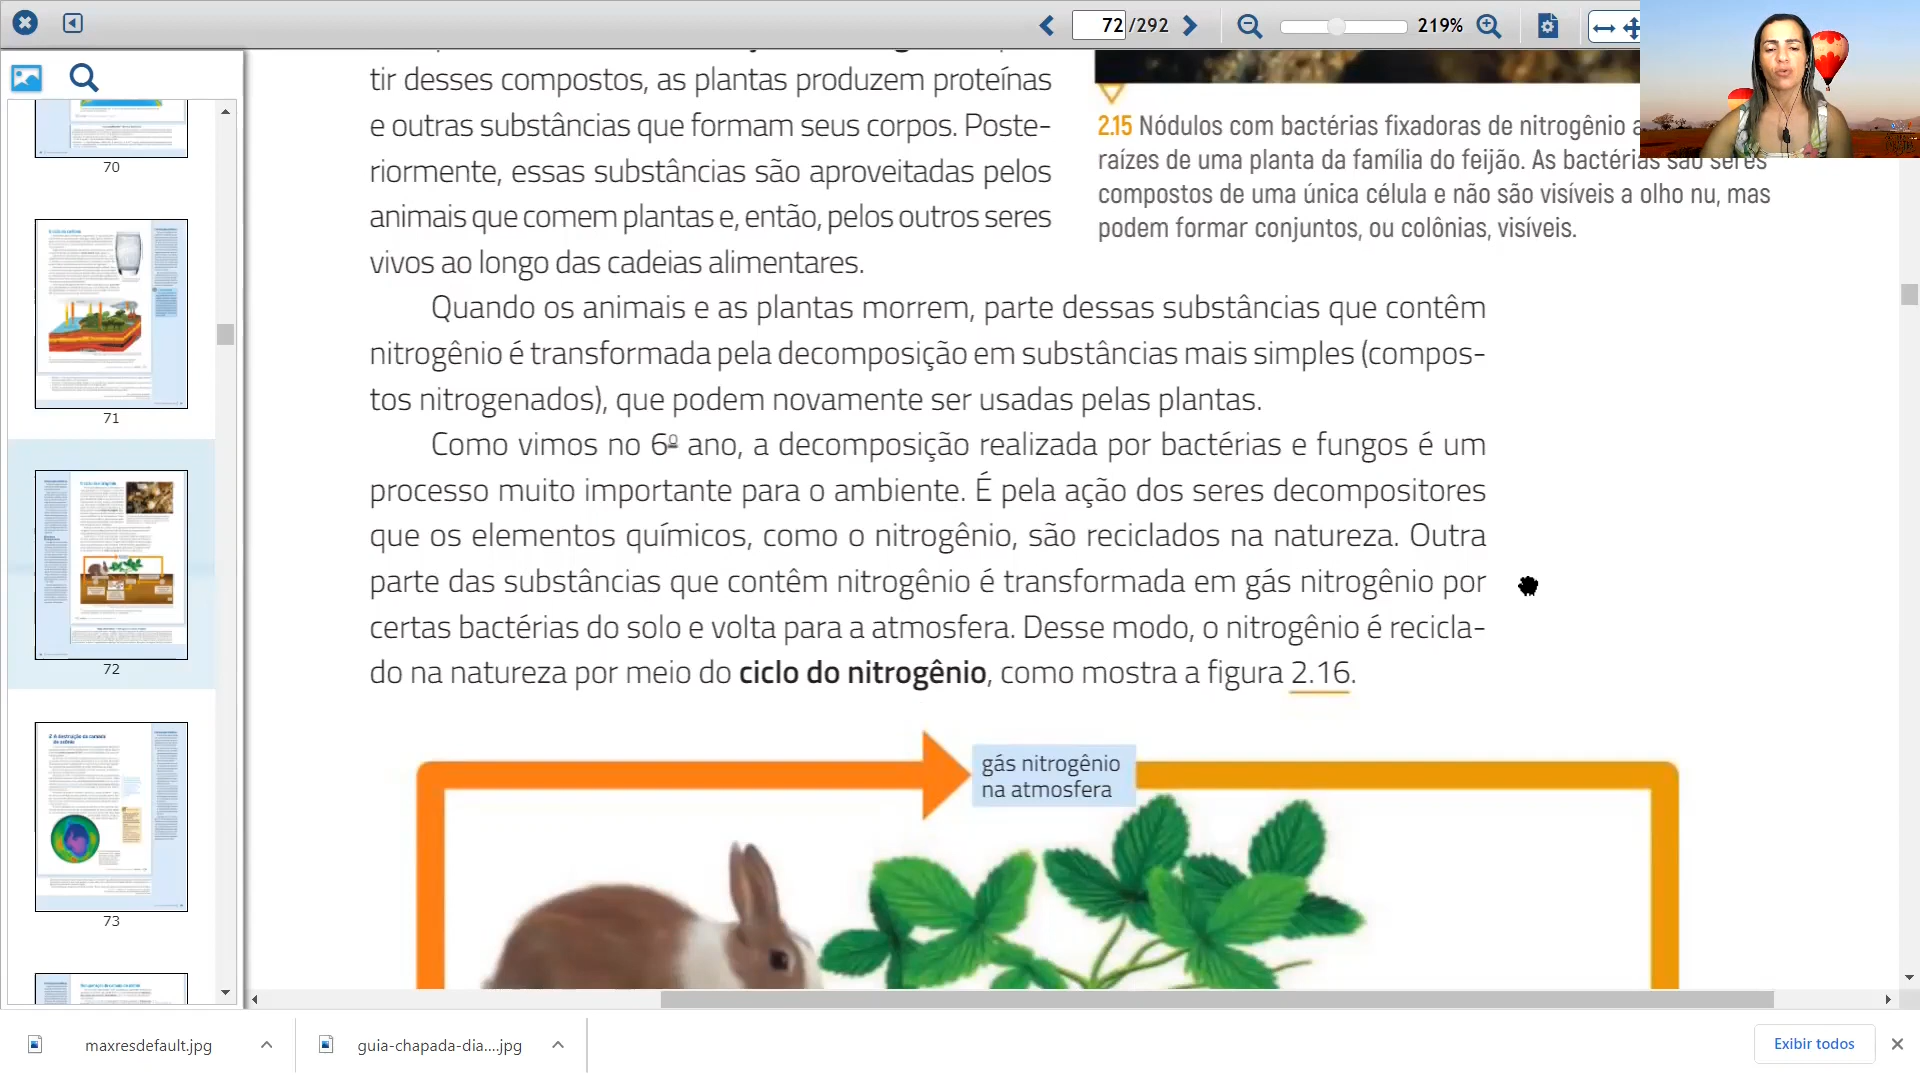 72 /292
219%
tir desses compostos, as plantas produzem proteínas
e outras substâncias que formam seus corpos. Poste-
riormente, essas substâncias são aproveitadas pelos
animais que comem plantas e, então, pelos outros seres
vivos ao longo das cadeias alimentares.
2.15 Nódulos com bactérias fixadoras de nitrogênio
raízes de uma planta da família do feijão. As bactérias são seres
compostos de uma única célula e não são visíveis a olho nu, mas
podem formar conjuntos, ou colônias, visíveis.
Quando os animais e as plantas morrem, parte dessas substâncias que contêm
nitrogênio é transformada pela decomposição em substâncias mais simples (compos-
tos nitrogenados), que podem novamente ser usadas pelas plantas.
Como vimos no 6º ano, a decomposição realizada por bactérias e fungos é um
processo muito importante para o ambiente. É pela ação dos seres decompositores
que os elementos químicos, como o nitrogênio, são reciclados na natureza. Outra
parte das substâncias que contêm nitrogênio é transformada em gás nitrogênio por
certas bactérias do solo e volta para a atmosfera. Desse modo, o nitrogênio é recicla-
do na natureza por meio do ciclo do nitrogênio, como mostra a figura 2.16.
gás nitrogênio
na atmosfera
70
71
72
73
maxresdefault.jpg
guia-chapada-dia....jpg
Exibir todos